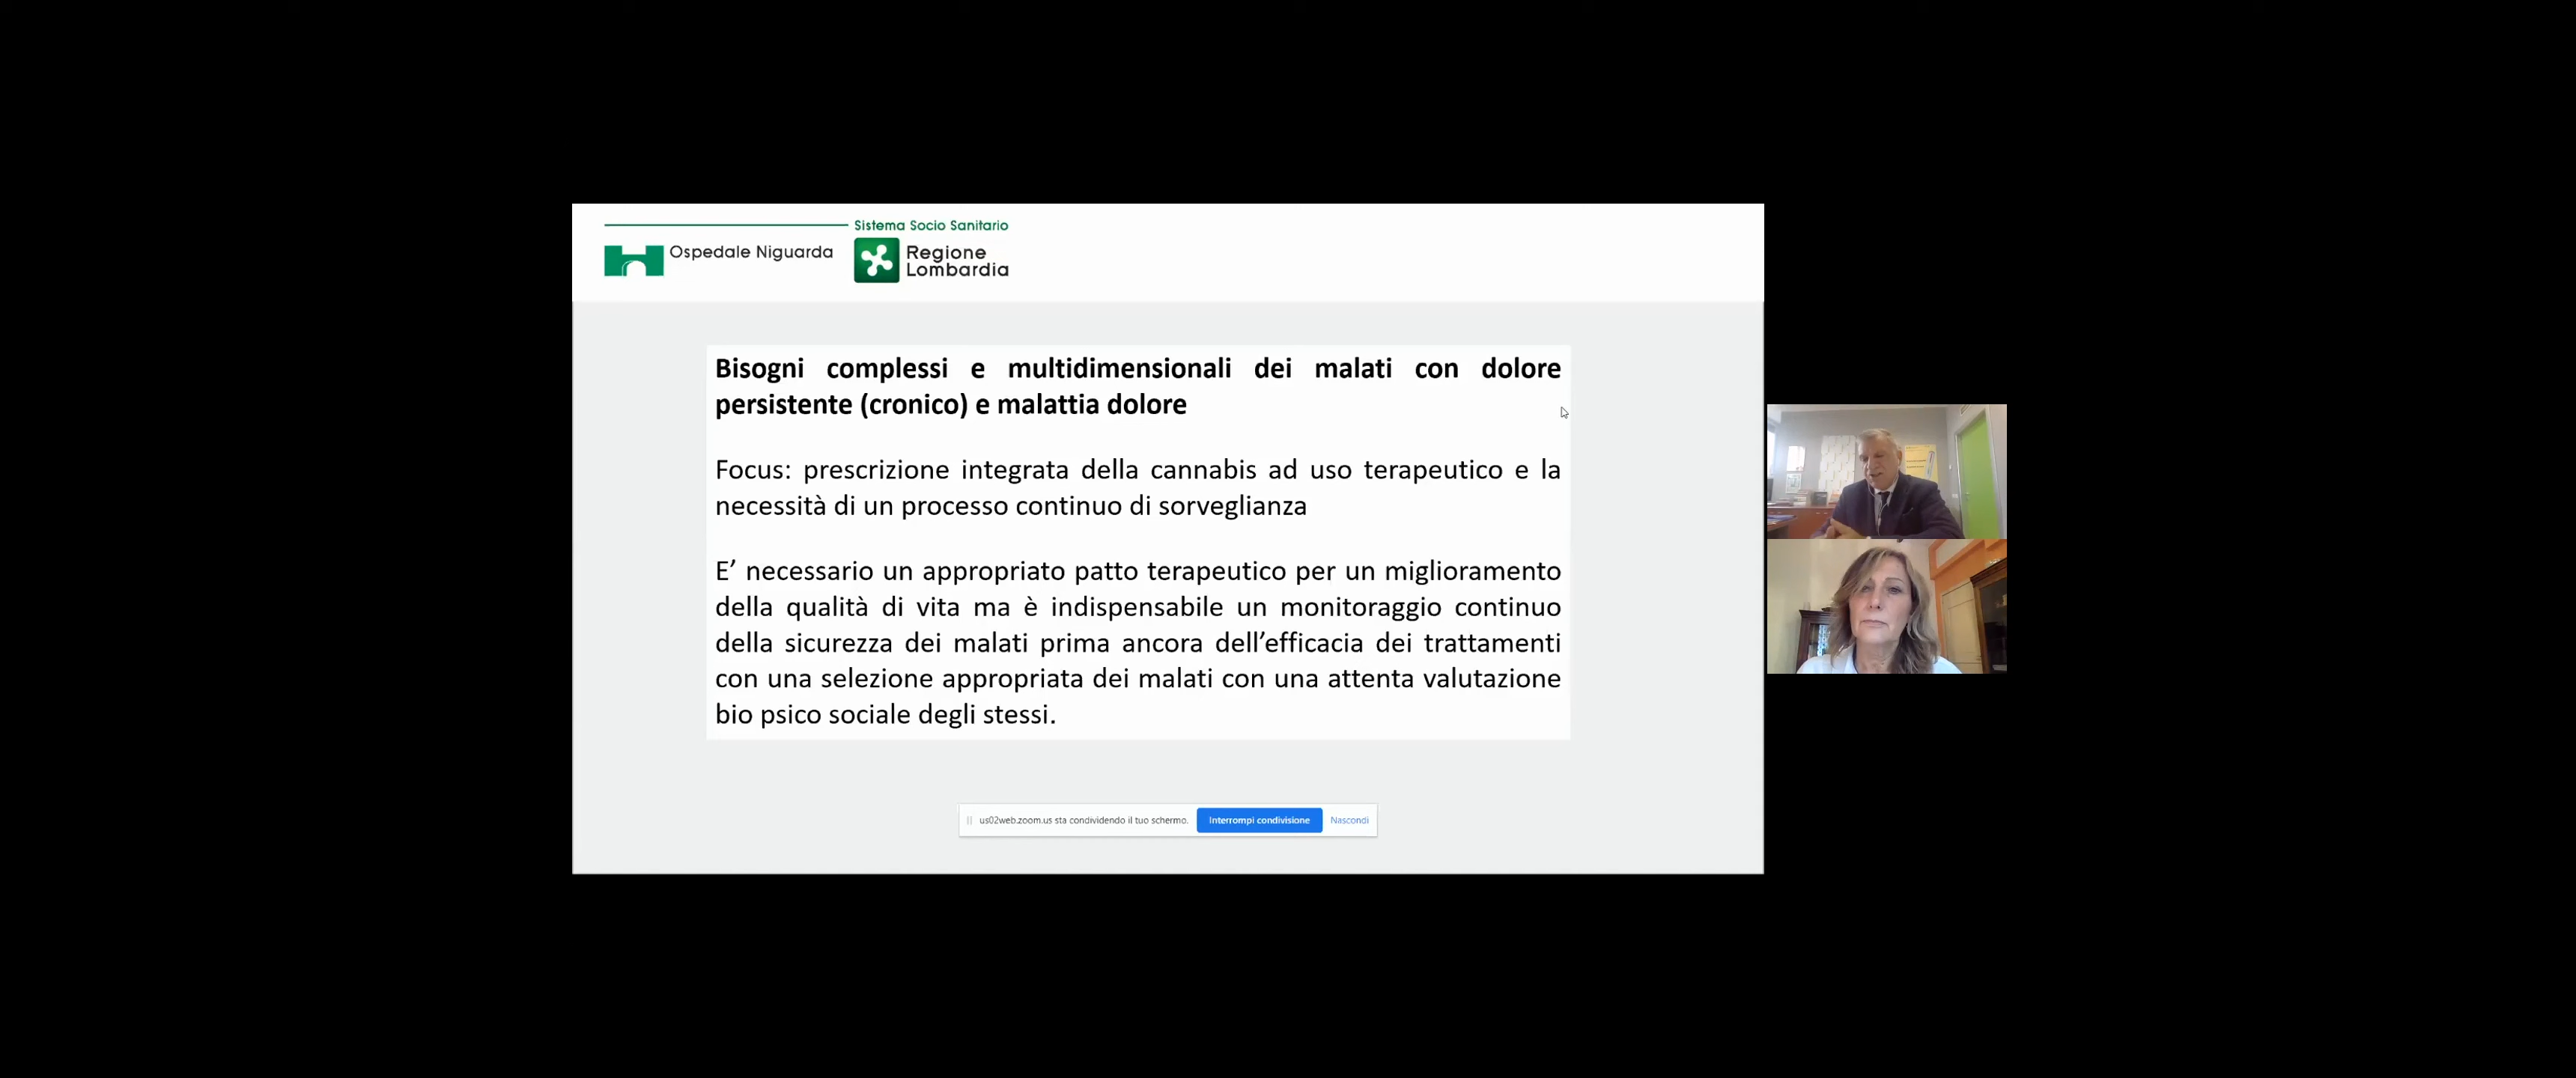 Sistema Socio Sanitario
Ospedale Niguarda
Regione
Lombardia
Bisogni complessi e multidimensionali dei malati con dolore
persistente (cronico) e malattia dolore
Focus: prescrizione integrata della cannabis ad uso terapeutico e la
necessità di un processo continuo di sorveglianza
E’ necessario un appropriato patto terapeutico per un miglioramento
della qualità di vita ma è indispensabile un monitoraggio continuo
della sicurezza dei malati prima ancora dell’efficacia dei trattamenti
con una selezione appropriata dei malati con una attenta valutazione
bio psico sociale degli stessi.
us02web.zoom.us sta condividendo il tuo schermo.
Interrompi condivisione
Nascondi